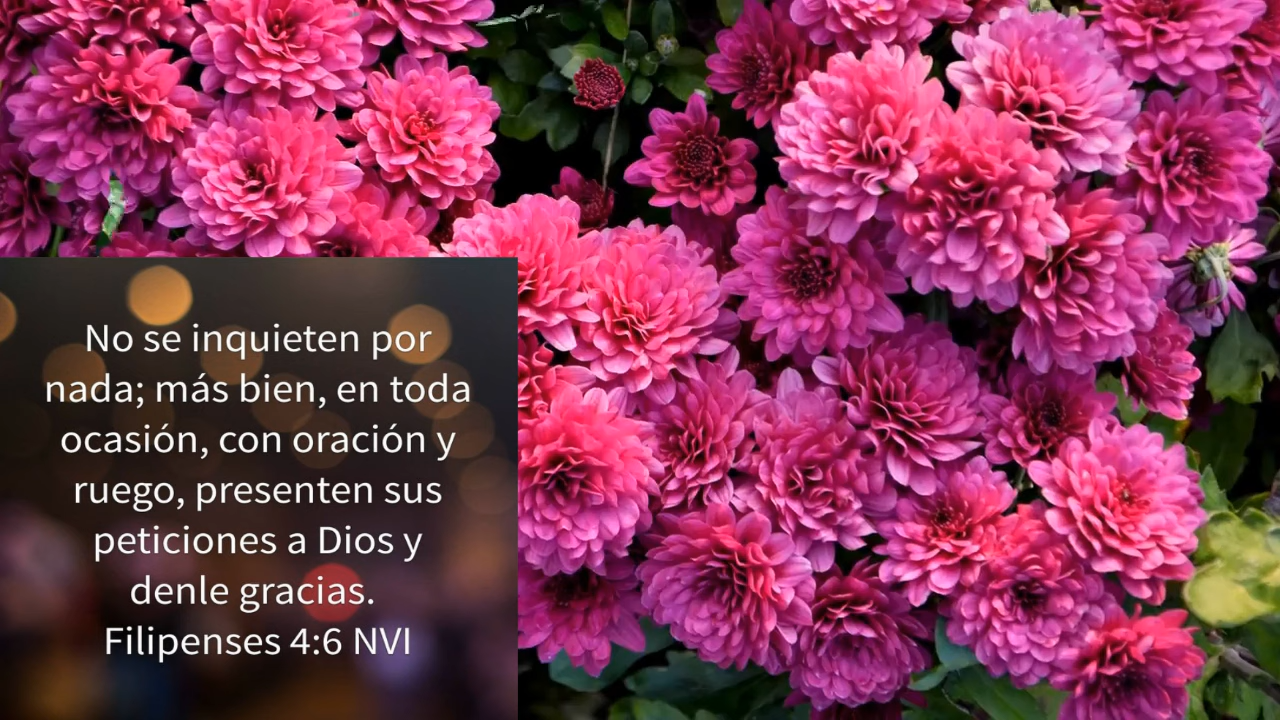 No se inquieten por
nada; más bien, en toda
ocasión, con oración y
ruego, presenten sus
peticiones a Dios y
denle gracias.
Filipenses 4:6 NVI